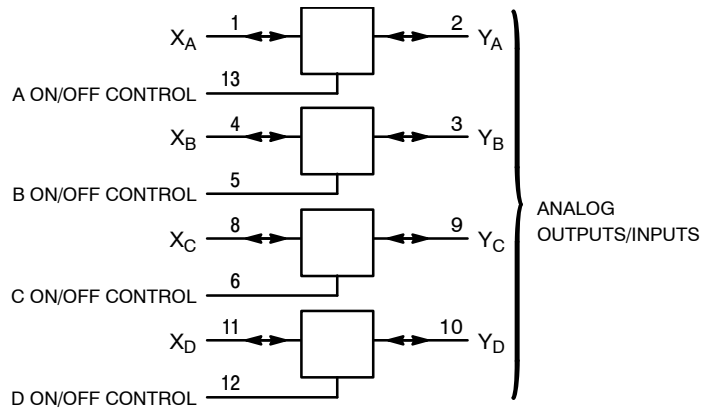 X_A 1 2 Y_A
A ON/OFF CONTROL 13
X_B 4 3 Y_B
B ON/OFF CONTROL 5
X_C 8 9 Y_C
C ON/OFF CONTROL 6
X_D 11 10 Y_D
D ON/OFF CONTROL 12
ANALOG
OUTPUTS/INPUTS